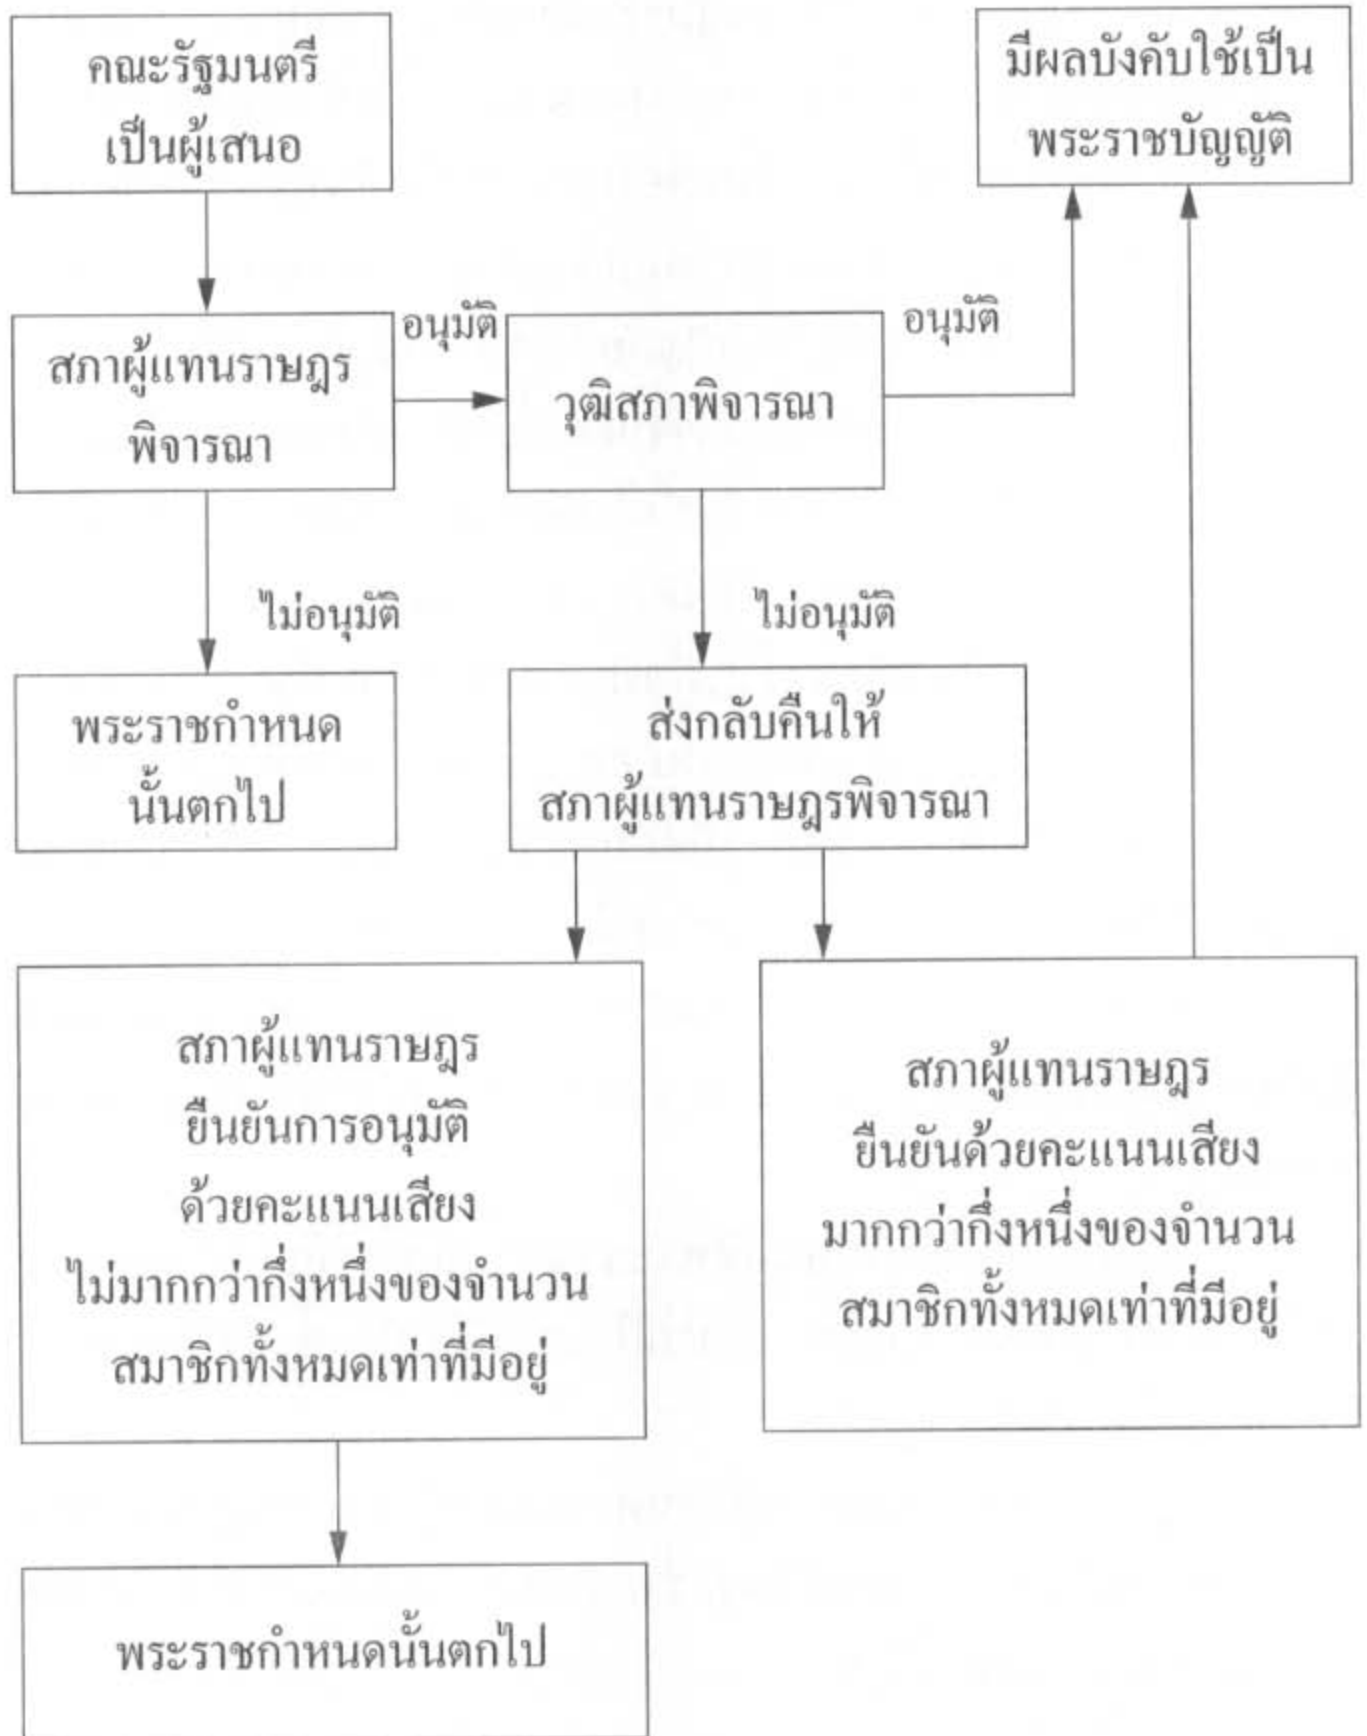 คณะรัฐมนตรี
เป็นผู้เสนอ
มีผลบังคับใช้เป็น
พระราชบัญญัติ
สภาผู้แทนราษฎร
พิจารณา
อนุมัติ
วุฒิสภาพิจารณา
อนุมัติ
ไม่อนุมัติ
ไม่อนุมัติ
พระราชกำหนด
นั้นตกไป
ส่งกลับคืนให้
สภาผู้แทนราษฎรพิจารณา
สภาผู้แทนราษฎร
ยืนยันการอนุมัติ
ด้วยคะแนนเสียง
ไม่มากกว่ากึ่งหนึ่งของจำนวน
สมาชิกทั้งหมดเท่าที่มีอยู่
สภาผู้แทนราษฎร
ยืนยันด้วยคะแนนเสียง
มากกว่ากึ่งหนึ่งของจำนวน
สมาชิกทั้งหมดเท่าที่มีอยู่
พระราชกำหนดนั้นตกไป